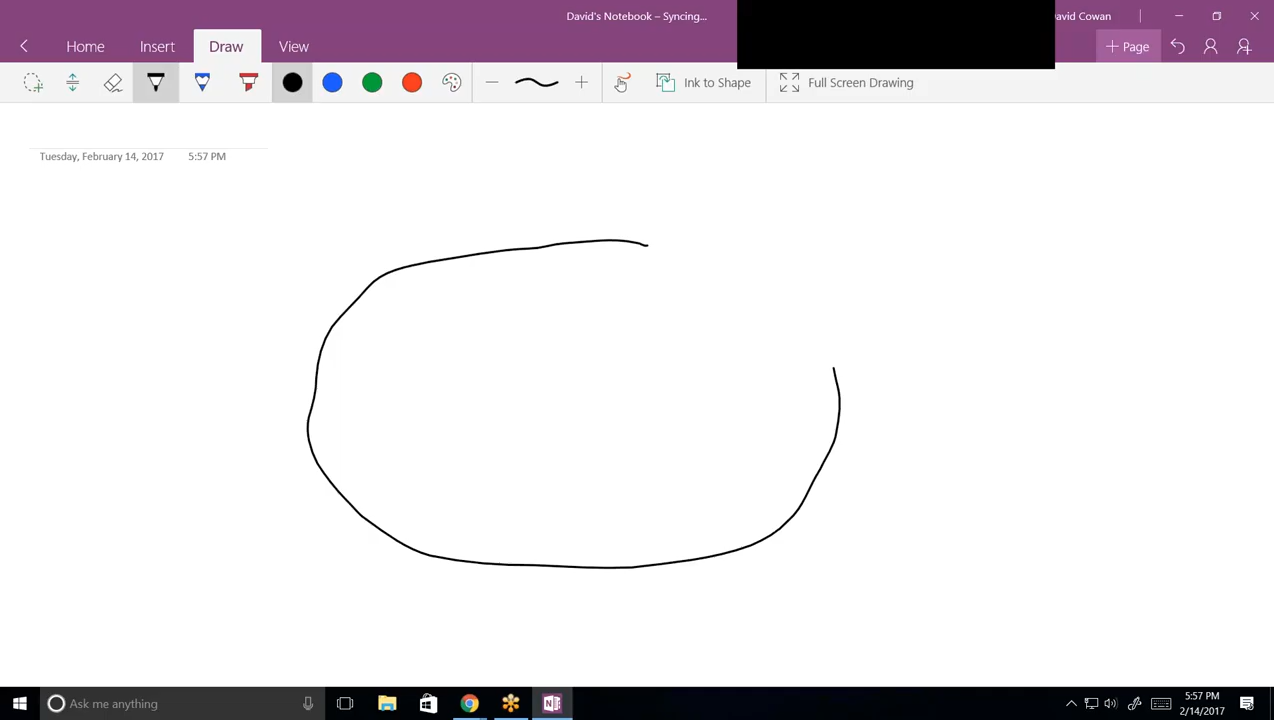 David's Notebook – Syncing...
avid Cowan
Home Insert Draw View
Page
Ink to Shape
Full Screen Drawing
Tuesday, February 14, 2017 5:57 PM
Ask me anything
N
5:57 PM
2/14/2017